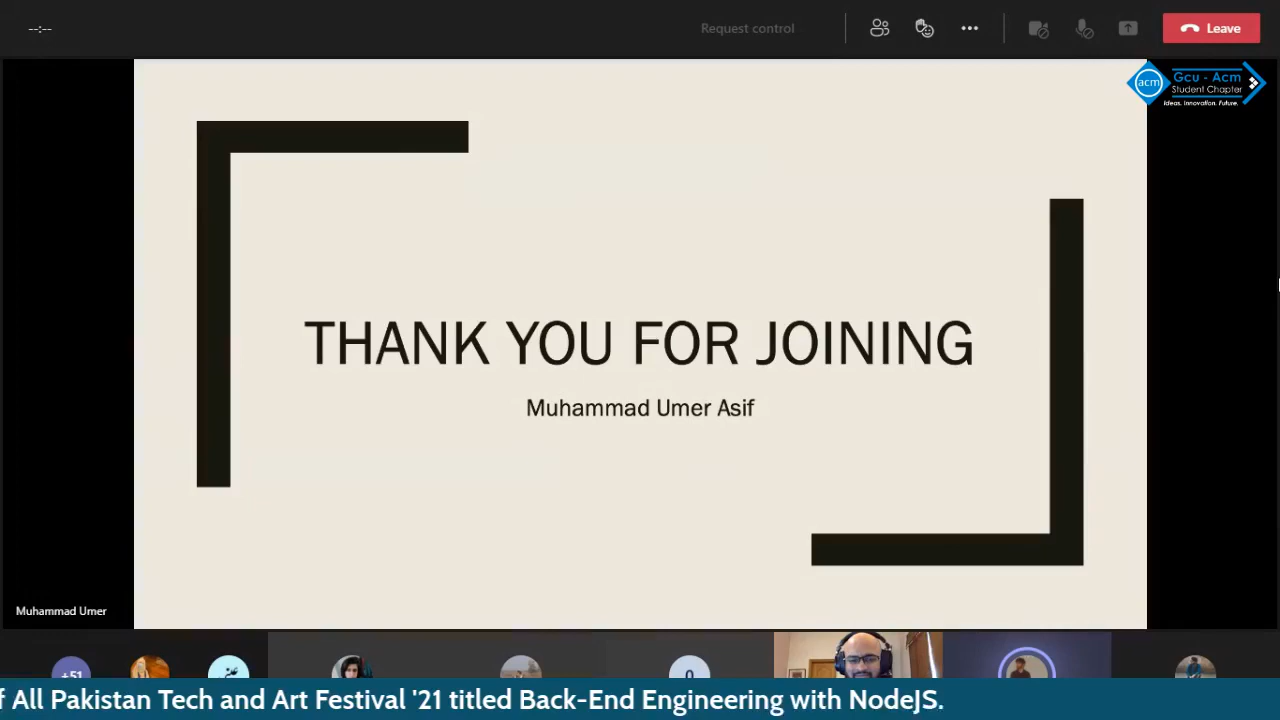 --:--
Request control
Leave
acm
Gcu - Acm
Student Chapter
Ideas. Innovation. Future.
THANK YOU FOR JOINING
Muhammad Umer Asif
Muhammad Umer
+51
f All Pakistan Tech and Art Festival '21 titled Back-End Engineering with NodeJS.